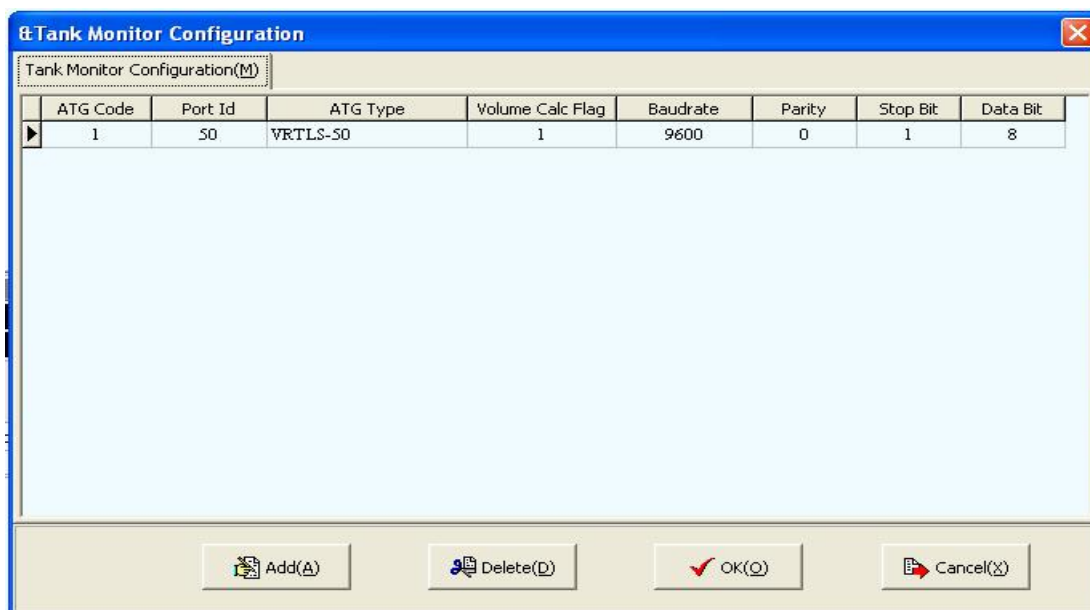 &Tank Monitor Configuration
Tank Monitor Configuration(M)
ATG Code Port Id ATG Type Volume Calc Flag Baudrate Parity Stop Bit Data Bit
1 50 VRTLS-50 1 9600 0 1 8
Add(A) Delete(D) OK(O) Cancel(X)